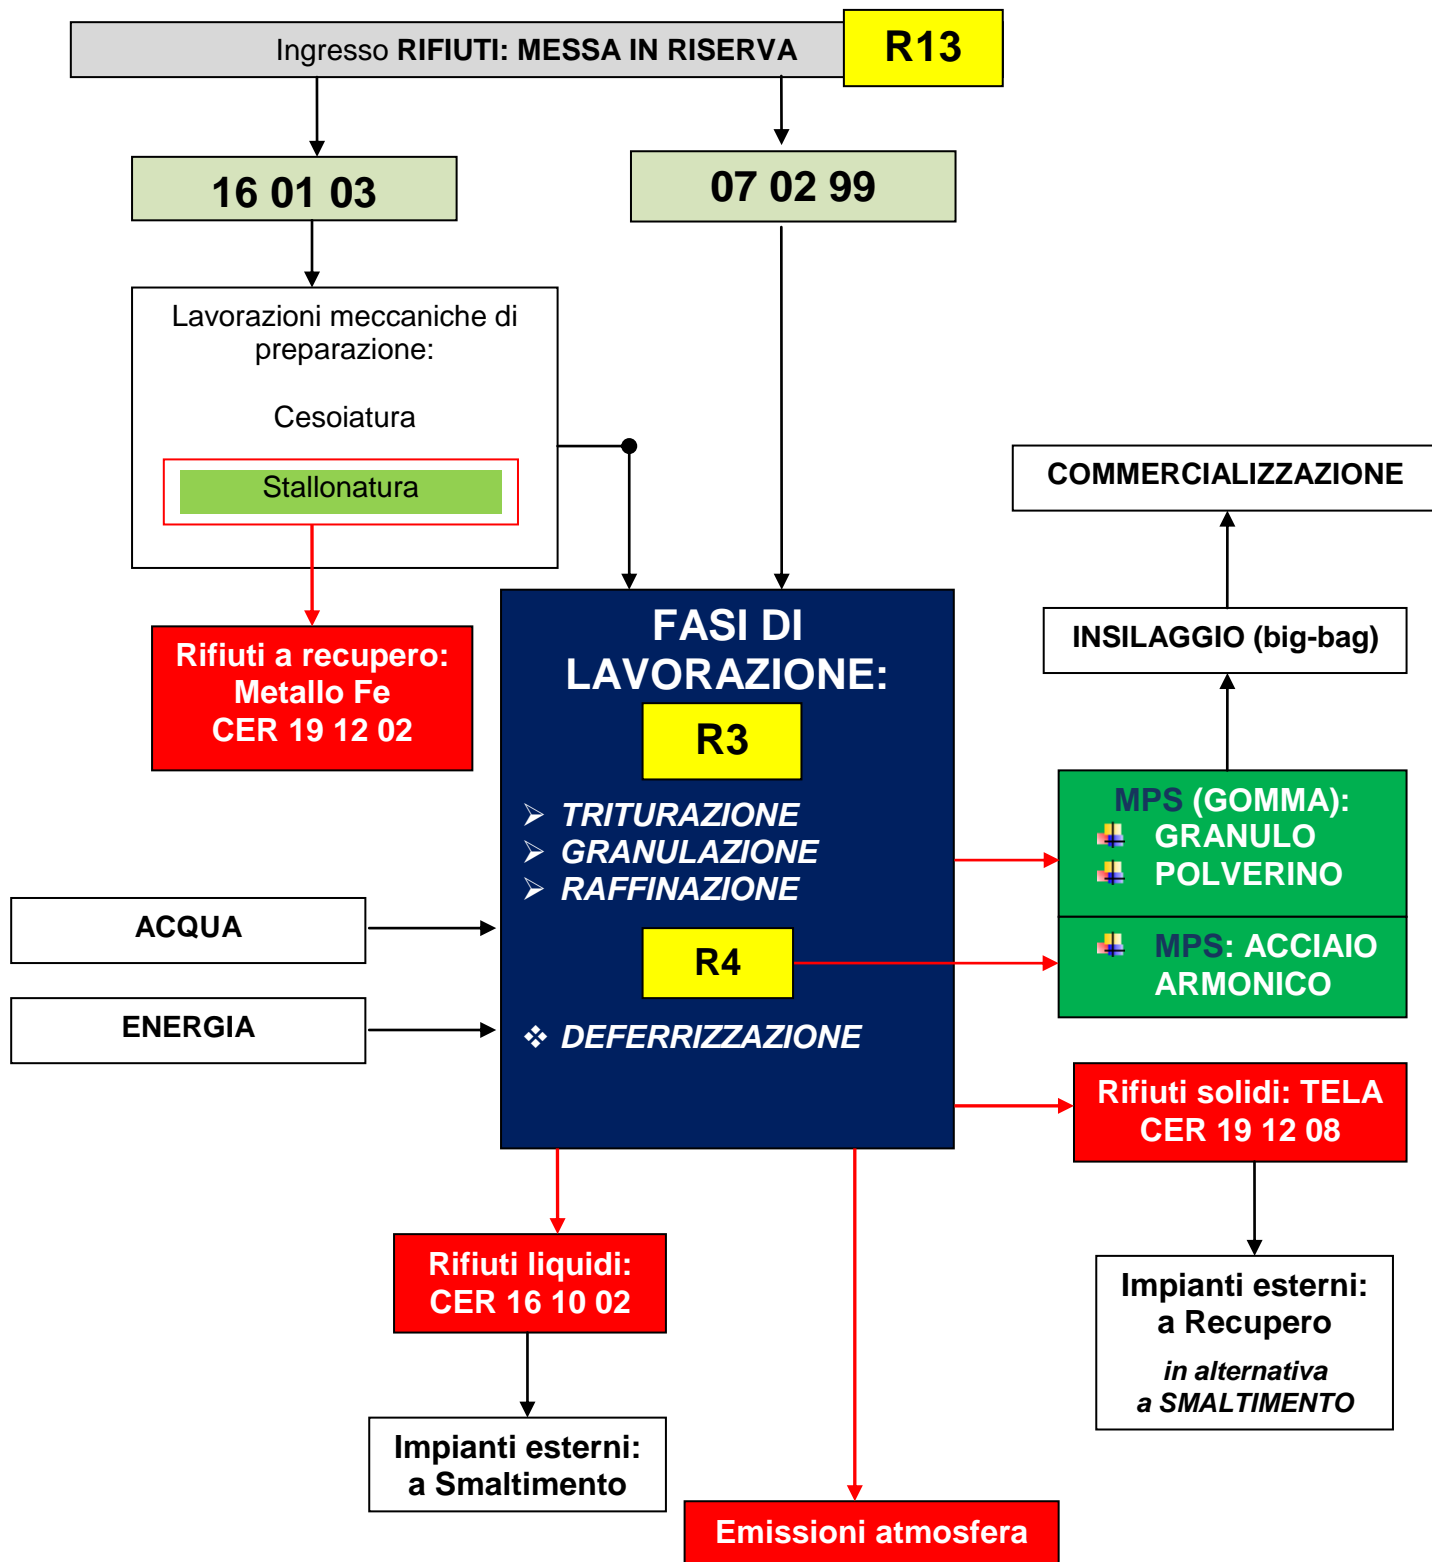 Ingresso RIFIUTI: MESSA IN RISERVA
R13
16 01 03
07 02 99
Lavorazioni meccaniche di
preparazione:
Cesoiatura
Stallonatura
COMMERCIALIZZAZIONE
INSILAGGIO (big-bag)
Rifiuti a recupero:
Metallo Fe
CER 19 12 02
FASI DI
LAVORAZIONE:
R3
➢ TRITURAZIONE
➢ GRANULAZIONE
➢ RAFFINAZIONE
R4
❖ DEFERRIZZAZIONE
MPS (GOMMA):
GRANULO
POLVERINO
MPS: ACCIAIO
ARMONICO
ACQUA
ENERGIA
Rifiuti solidi: TELA
CER 19 12 08
Rifiuti liquidi:
CER 16 10 02
Impianti esterni:
a Recupero
in alternativa
a SMALTIMENTO
Impianti esterni:
a Smaltimento
Emissioni atmosfera